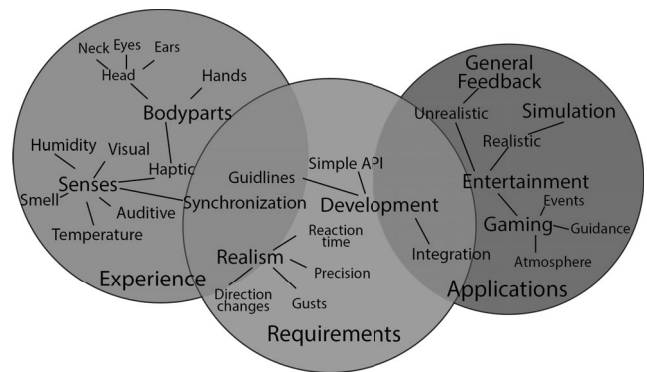 Neck
Eyes
Ears
Head
Hands
Bodyparts
Humidity
Visual
Haptic
Senses
Smell
Auditive
Synchronization
Temperature
Experience
Simple API
Guidlines
Development
Reaction
time
Realism
Precision
Integration
Direction
changes
Gusts
Requirements
General
Feedback
Unrealistic
Simulation
Realistic
Entertainment
Events
Gaming
Guidance
Atmosphere
Applications